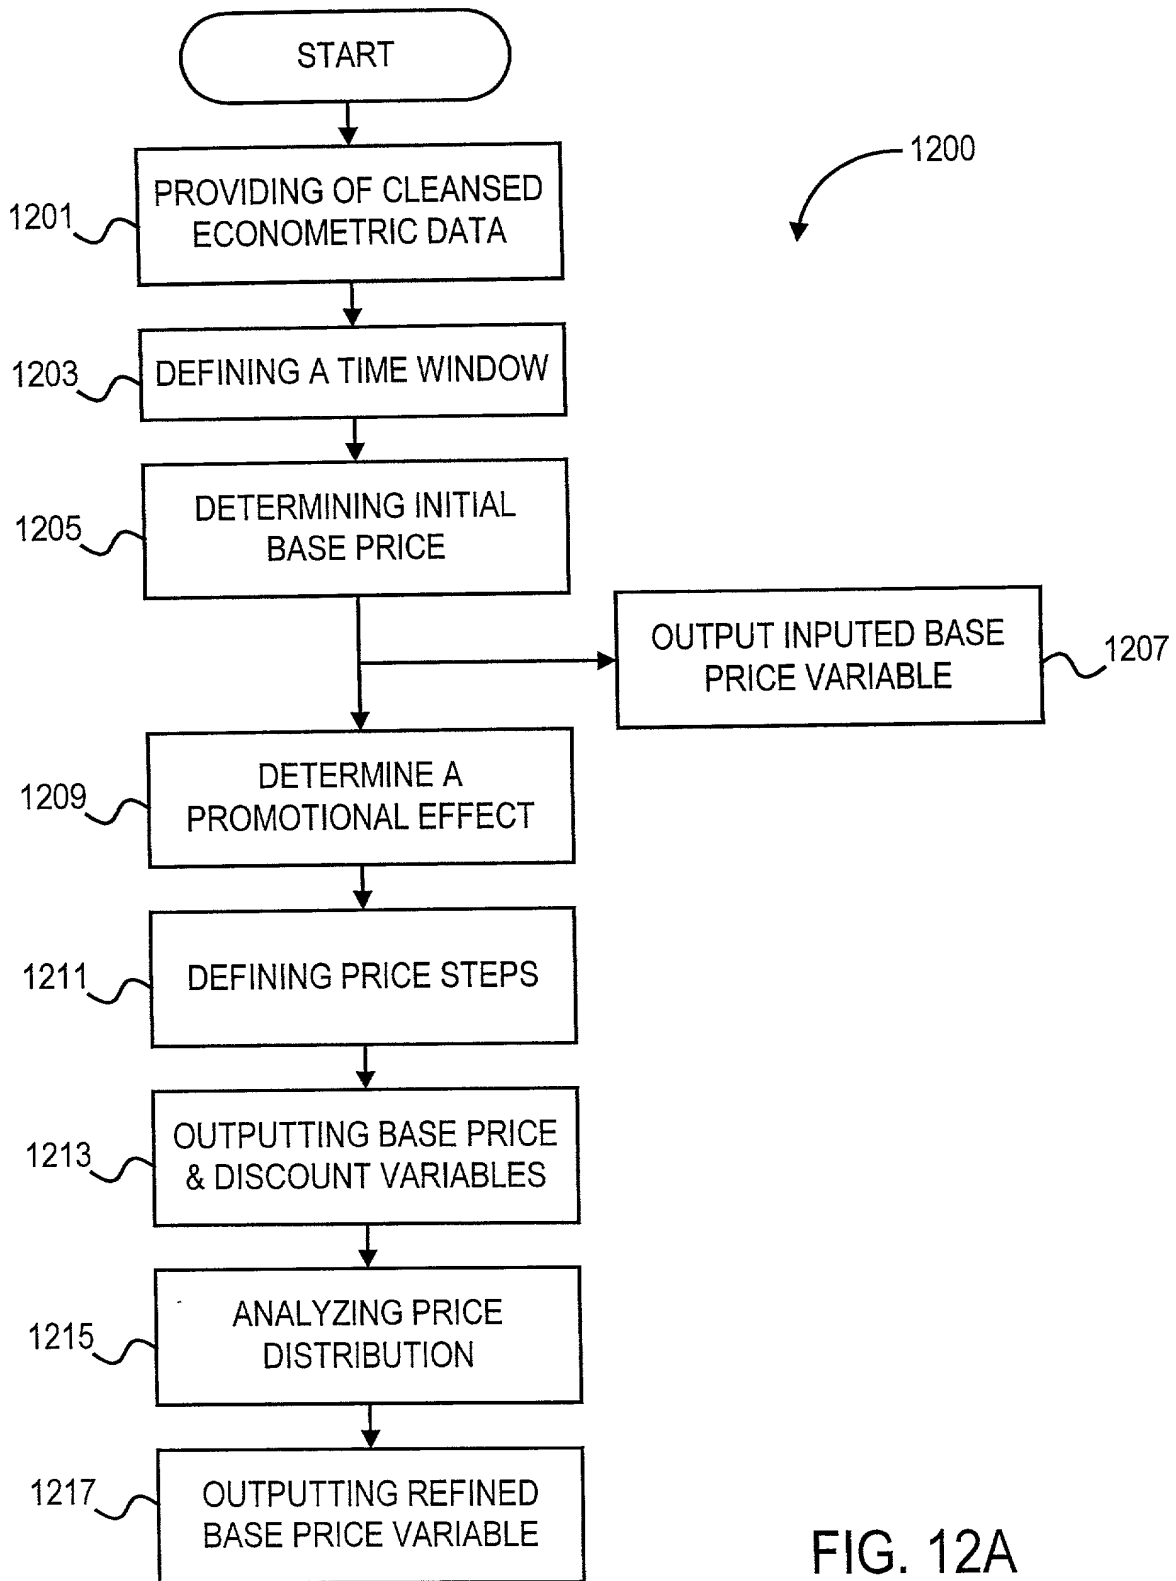 START
1200
1201
PROVIDING OF CLEANSED
ECONOMETRIC DATA
1203
DEFINING A TIME WINDOW
1205
DETERMINING INITIAL
BASE PRICE
OUTPUT INPUTED BASE
PRICE VARIABLE
1207
1209
DETERMINE A
PROMOTIONAL EFFECT
1211
DEFINING PRICE STEPS
1213
OUTPUTTING BASE PRICE
& DISCOUNT VARIABLES
1215
ANALYZING PRICE
DISTRIBUTION
1217
OUTPUTTING REFINED
BASE PRICE VARIABLE
FIG. 12A